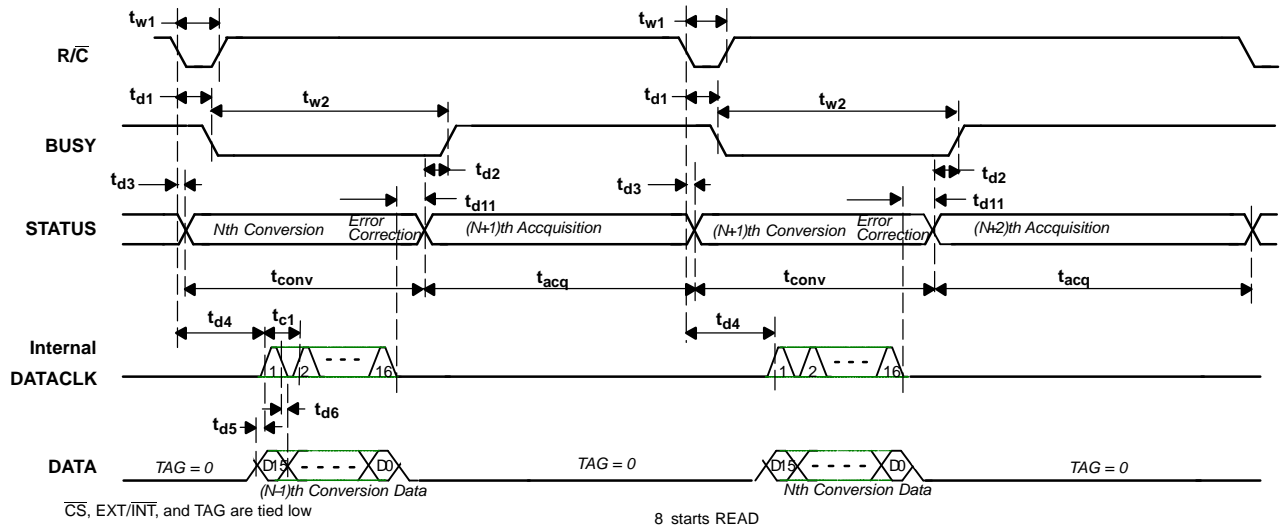 tw1 tw1
R/C̅
td1 tw2 td1 tw2
BUSY
td2 td2
td3 td3
td11 td11
STATUS
Nth Conversion Error Correction (N+1)th Accquisition (N+1)th Conversion Error Correction (N+2)th Accquisition
tconv tacq tconv tacq
td4 tc1 td4
Internal
DATACLK
1 2 - - - 16 1 2 - - - 16
td6
td5
DATA
TAG = 0 D15 - - - - D0 TAG = 0 D15 - - - - D0 TAG = 0
(N-1)th Conversion Data Nth Conversion Data
C̅S̅, EXT/I̅N̅T̅, and TAG are tied low
8 starts READ